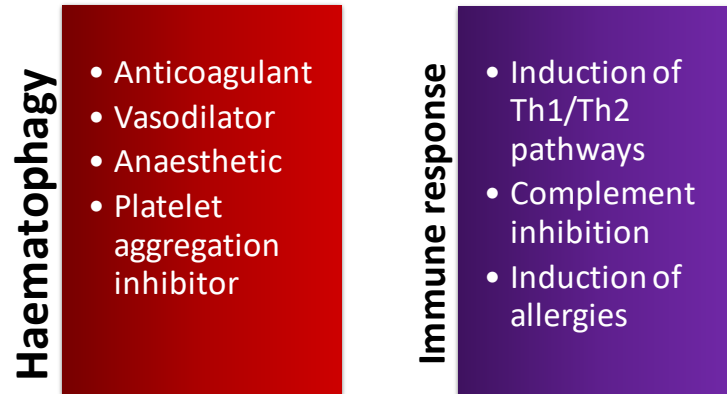 Haematophagy
• Anticoagulant
• Vasodilator
• Anaesthetic
• Platelet
aggregation
inhibitor
Immune response
• Induction of
Th1/Th2
pathways
• Complement
inhibition
• Induction of
allergies